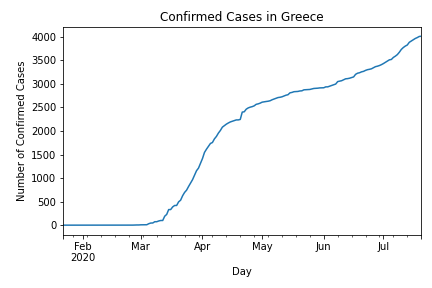 Confirmed Cases in Greece
Number of Confirmed Cases
4000
3500
3000
2500
2000
1500
1000
500
0
Feb Mar Apr May Jun Jul
2020
Day